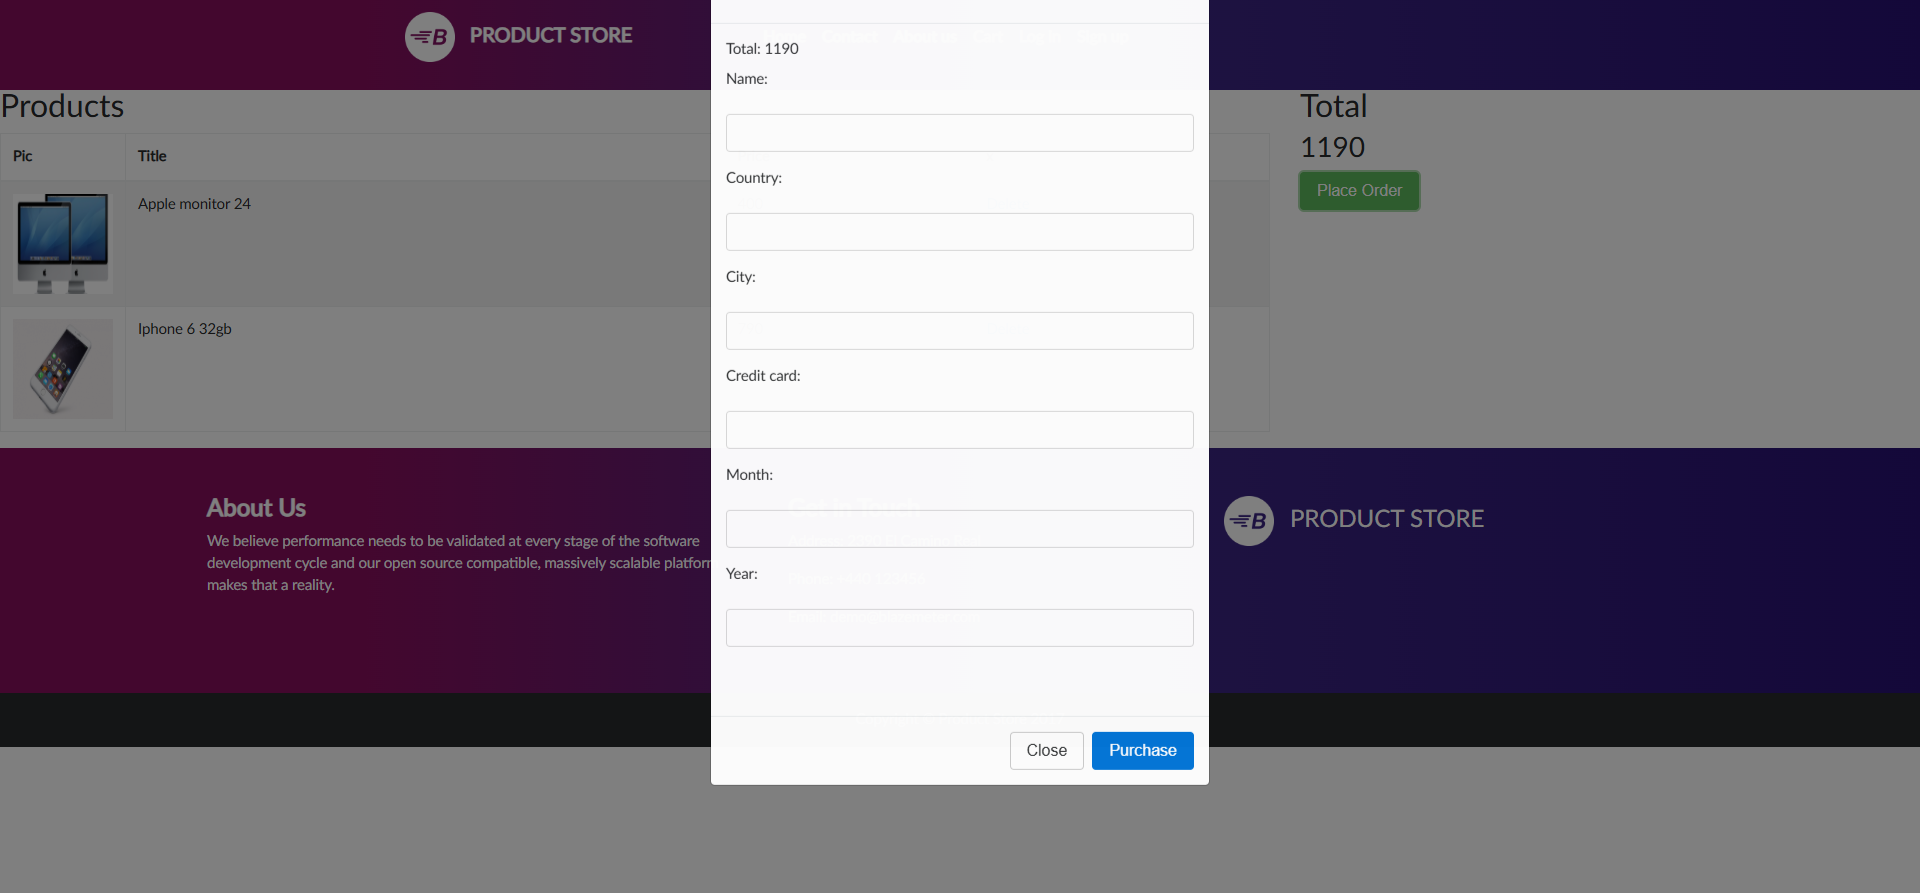 B PRODUCT STORE
Total: 1190
Name:
Products
Total
1190
Pic Title
Place Order
Country:
Apple monitor 24
City:
Iphone 6 32gb
Credit card:
Month:
About Us
We believe performance needs to be validated at every stage of the software
development cycle and our open source compatible, massively scalable platfor
makes that a reality.
B PRODUCT STORE
Year:
Close Purchase